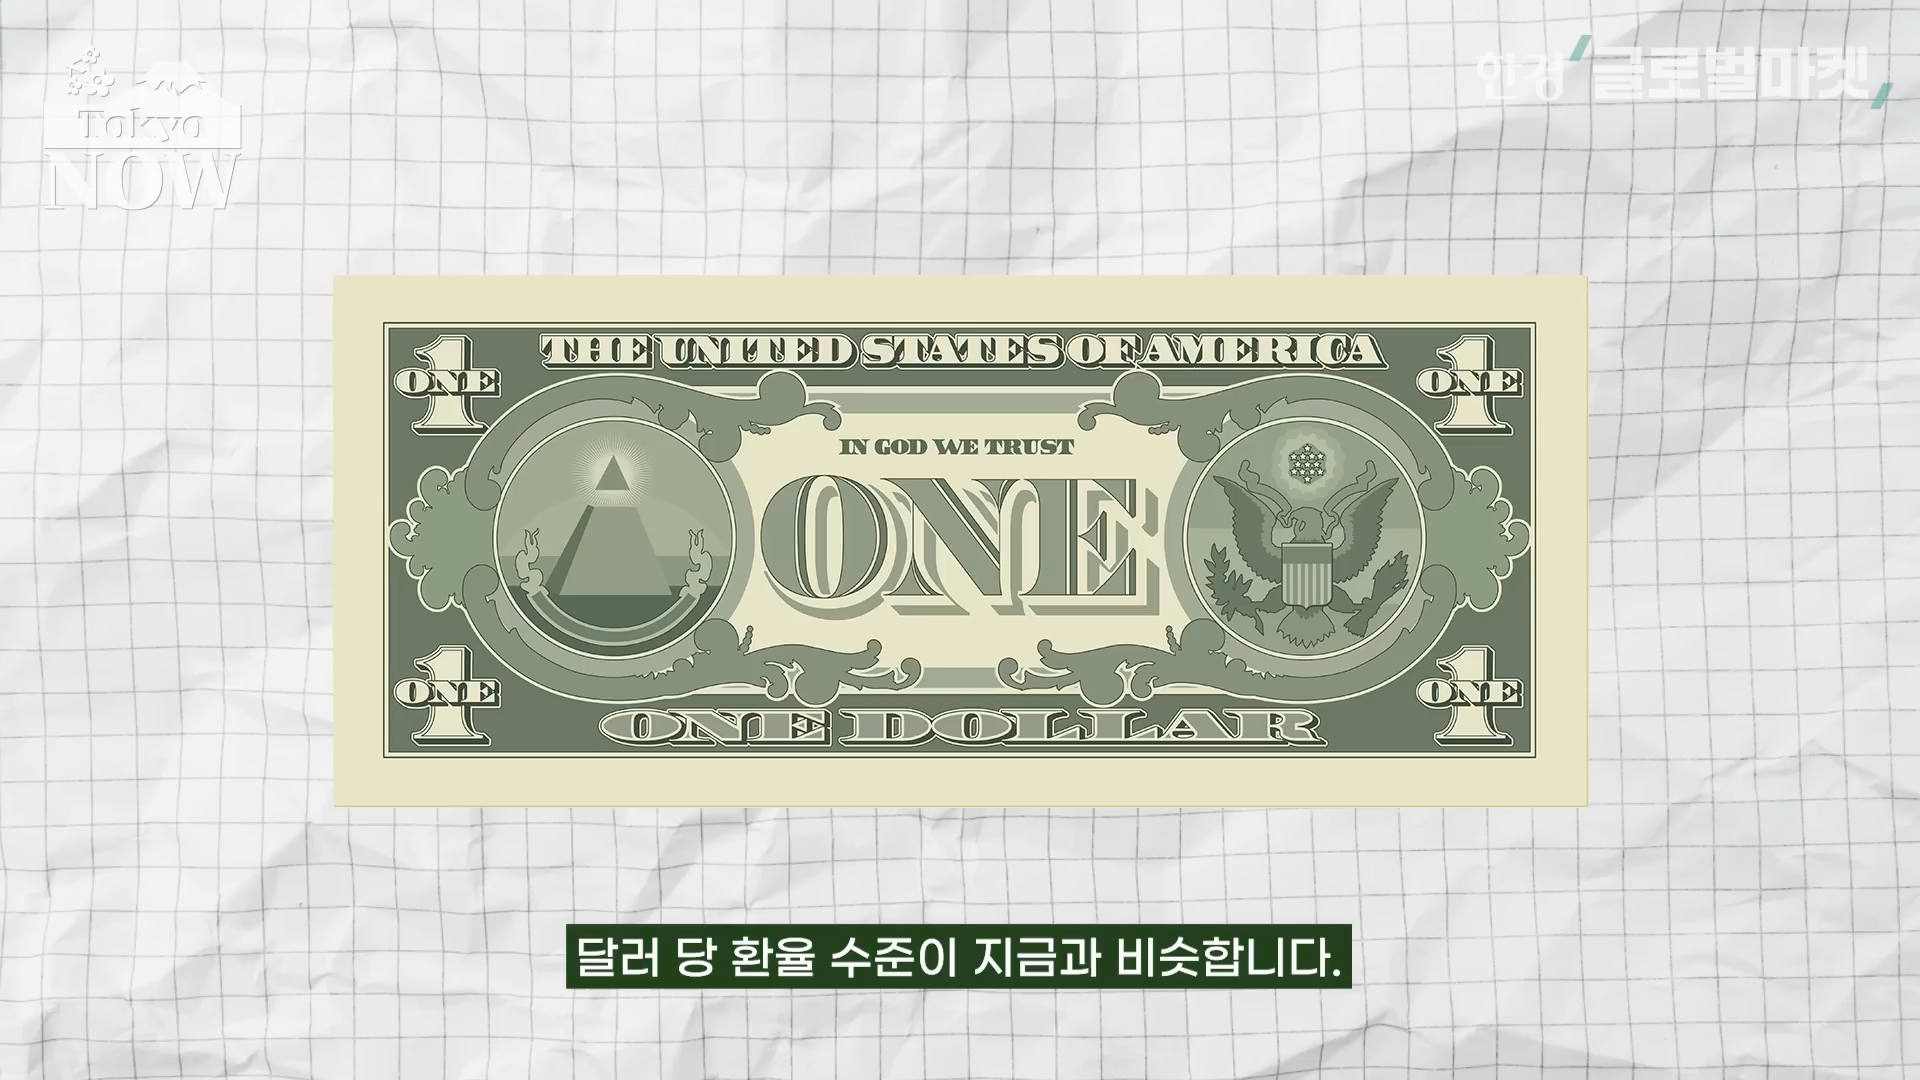 Tokyo
NOW
한경 글로벌마켓
THE UNITED STATES OF AMERICA
1 ONE
1 ONE
IN GOD WE TRUST
ONE
1 ONE
1 ONE
ONE DOLLAR
달러 당 환율 수준이 지금과 비슷합니다.